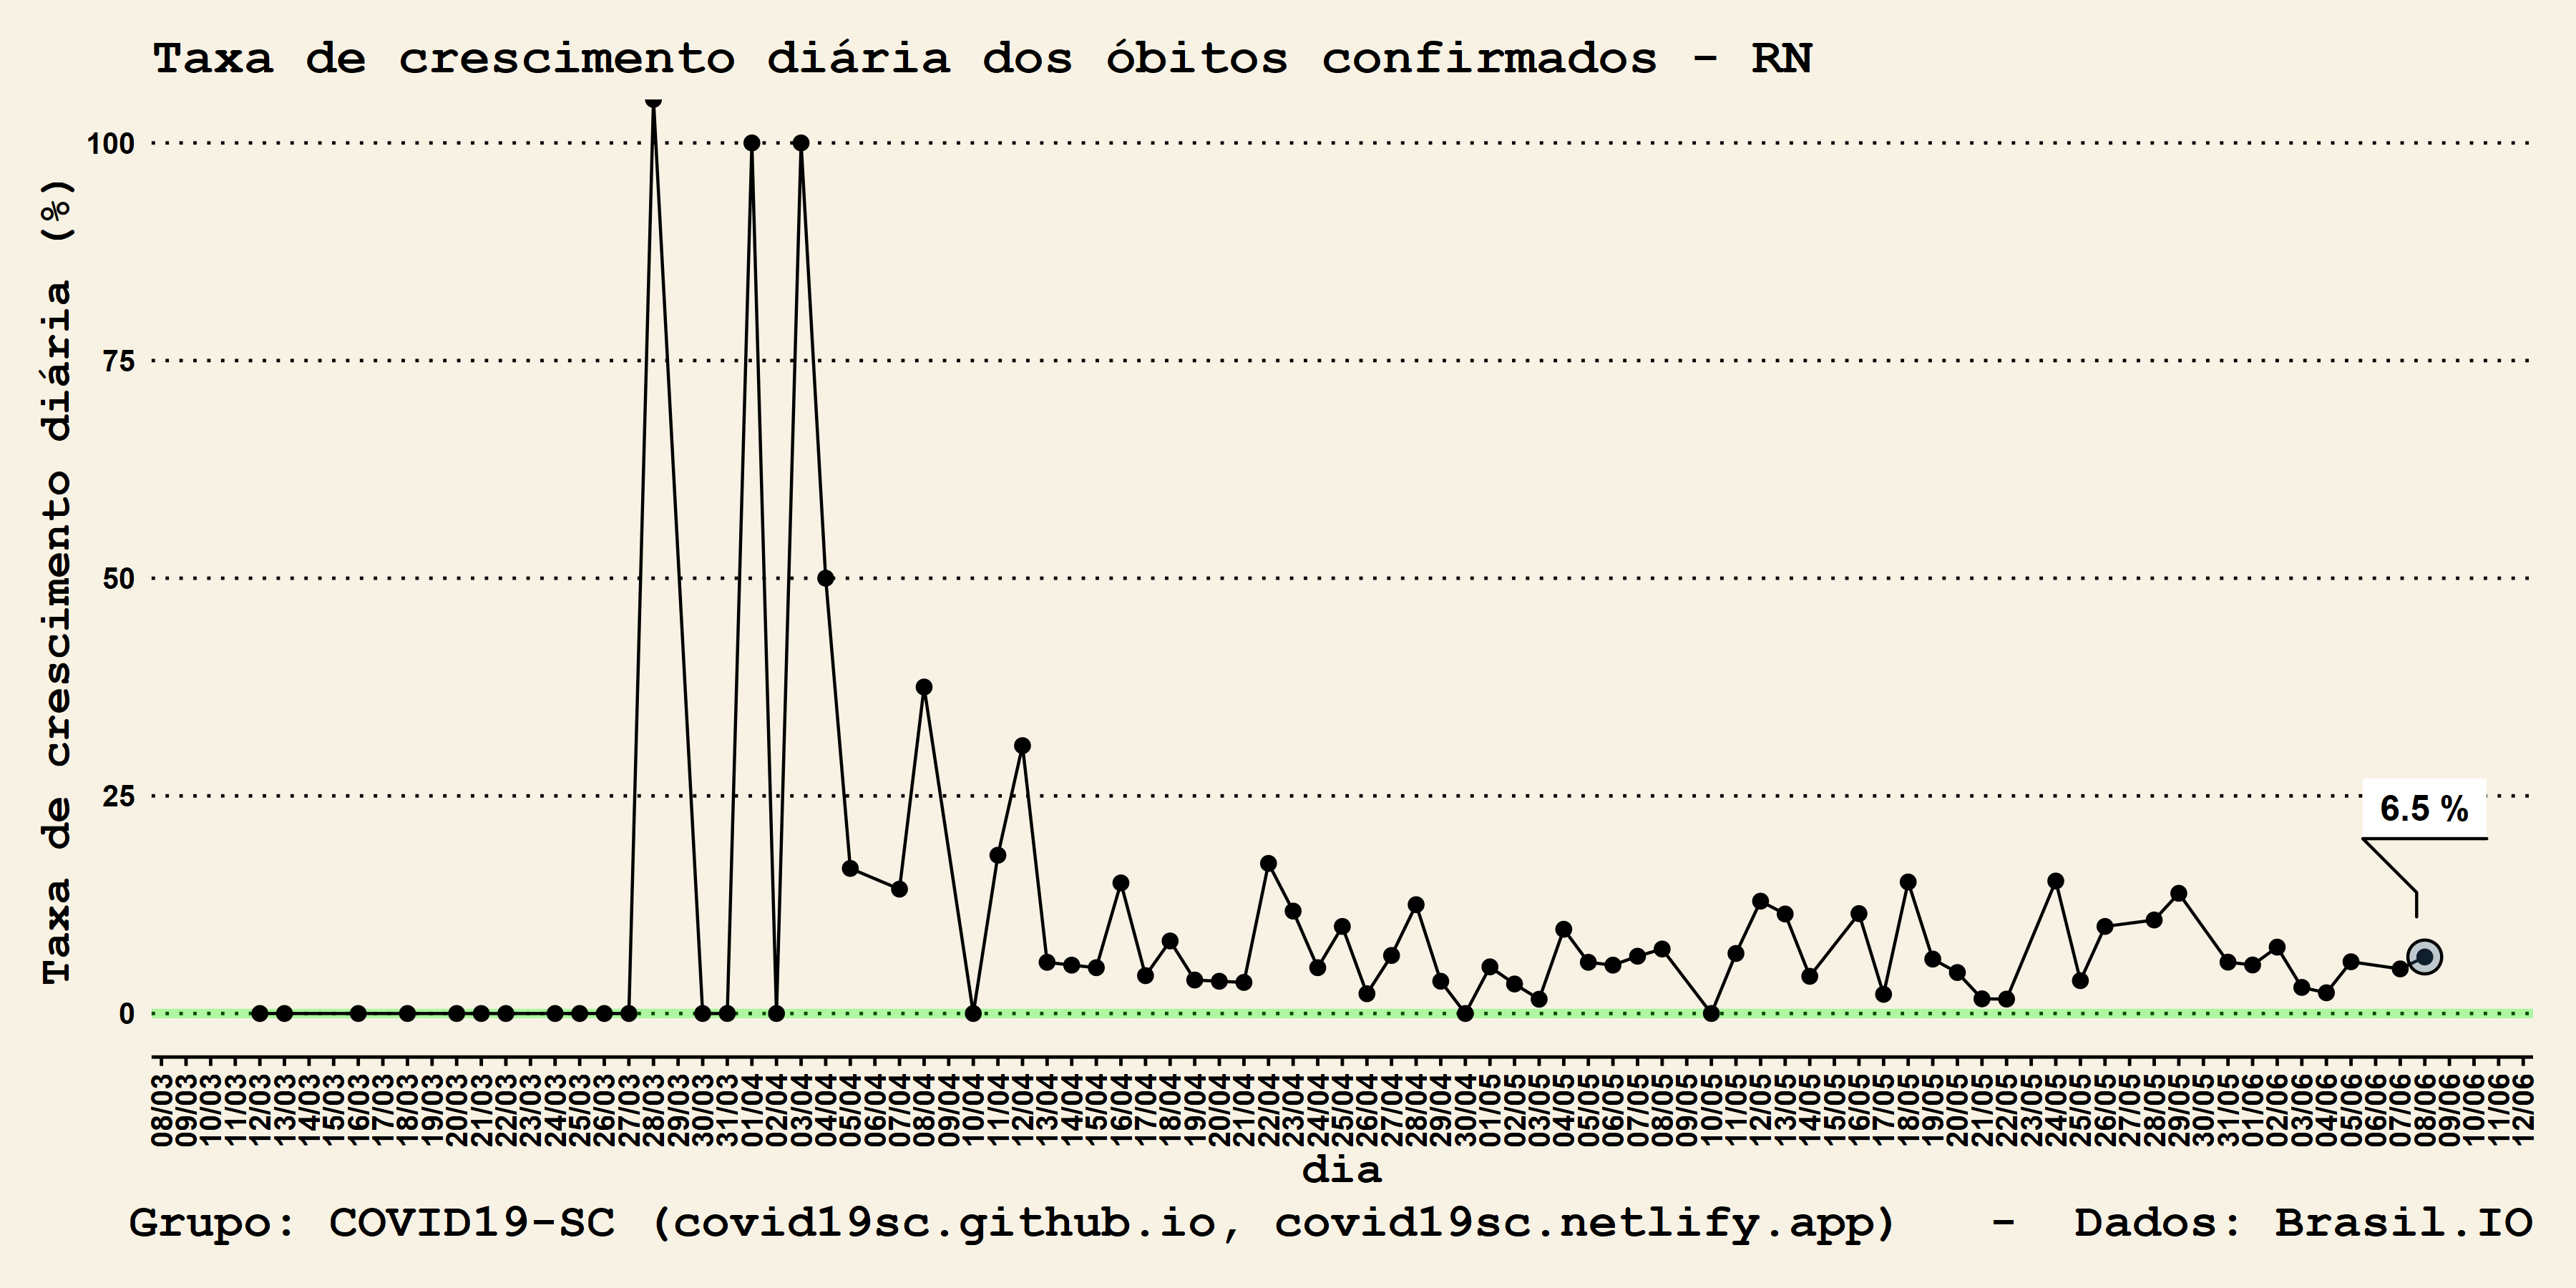 Taxa de crescimento diária dos óbitos confirmados - RN
Taxa de crescimento diária (%)
100
75
50
25
0
6.5 %
08/03 09/03 10/03 11/03 12/03 13/03 14/03 15/03 16/03 17/03 18/03 19/03 20/03 21/03 22/03 23/03 24/03 25/03 26/03 27/03 28/03 29/03 30/03 31/03 01/04 02/04 03/04 04/04 05/04 06/04 07/04 08/04 09/04 10/04 11/04 12/04 13/04 14/04 15/04 16/04 17/04 18/04 19/04 20/04 21/04 22/04 23/04 24/04 25/04 26/04 27/04 28/04 29/04 30/04 01/05 02/05 03/05 04/05 05/05 06/05 07/05 08/05 09/05 10/05 11/05 12/05 13/05 14/05 15/05 16/05 17/05 18/05 19/05 20/05 21/05 22/05 23/05 24/05 25/05 26/05 27/05 28/05 29/05 30/05 31/05 01/06 02/06 03/06 04/06 05/06 06/06 07/06 08/06 09/06 10/06 11/06 12/06
dia
Grupo: COVID19-SC (covid19sc.github.io, covid19sc.netlify.app) - Dados: Brasil.IO